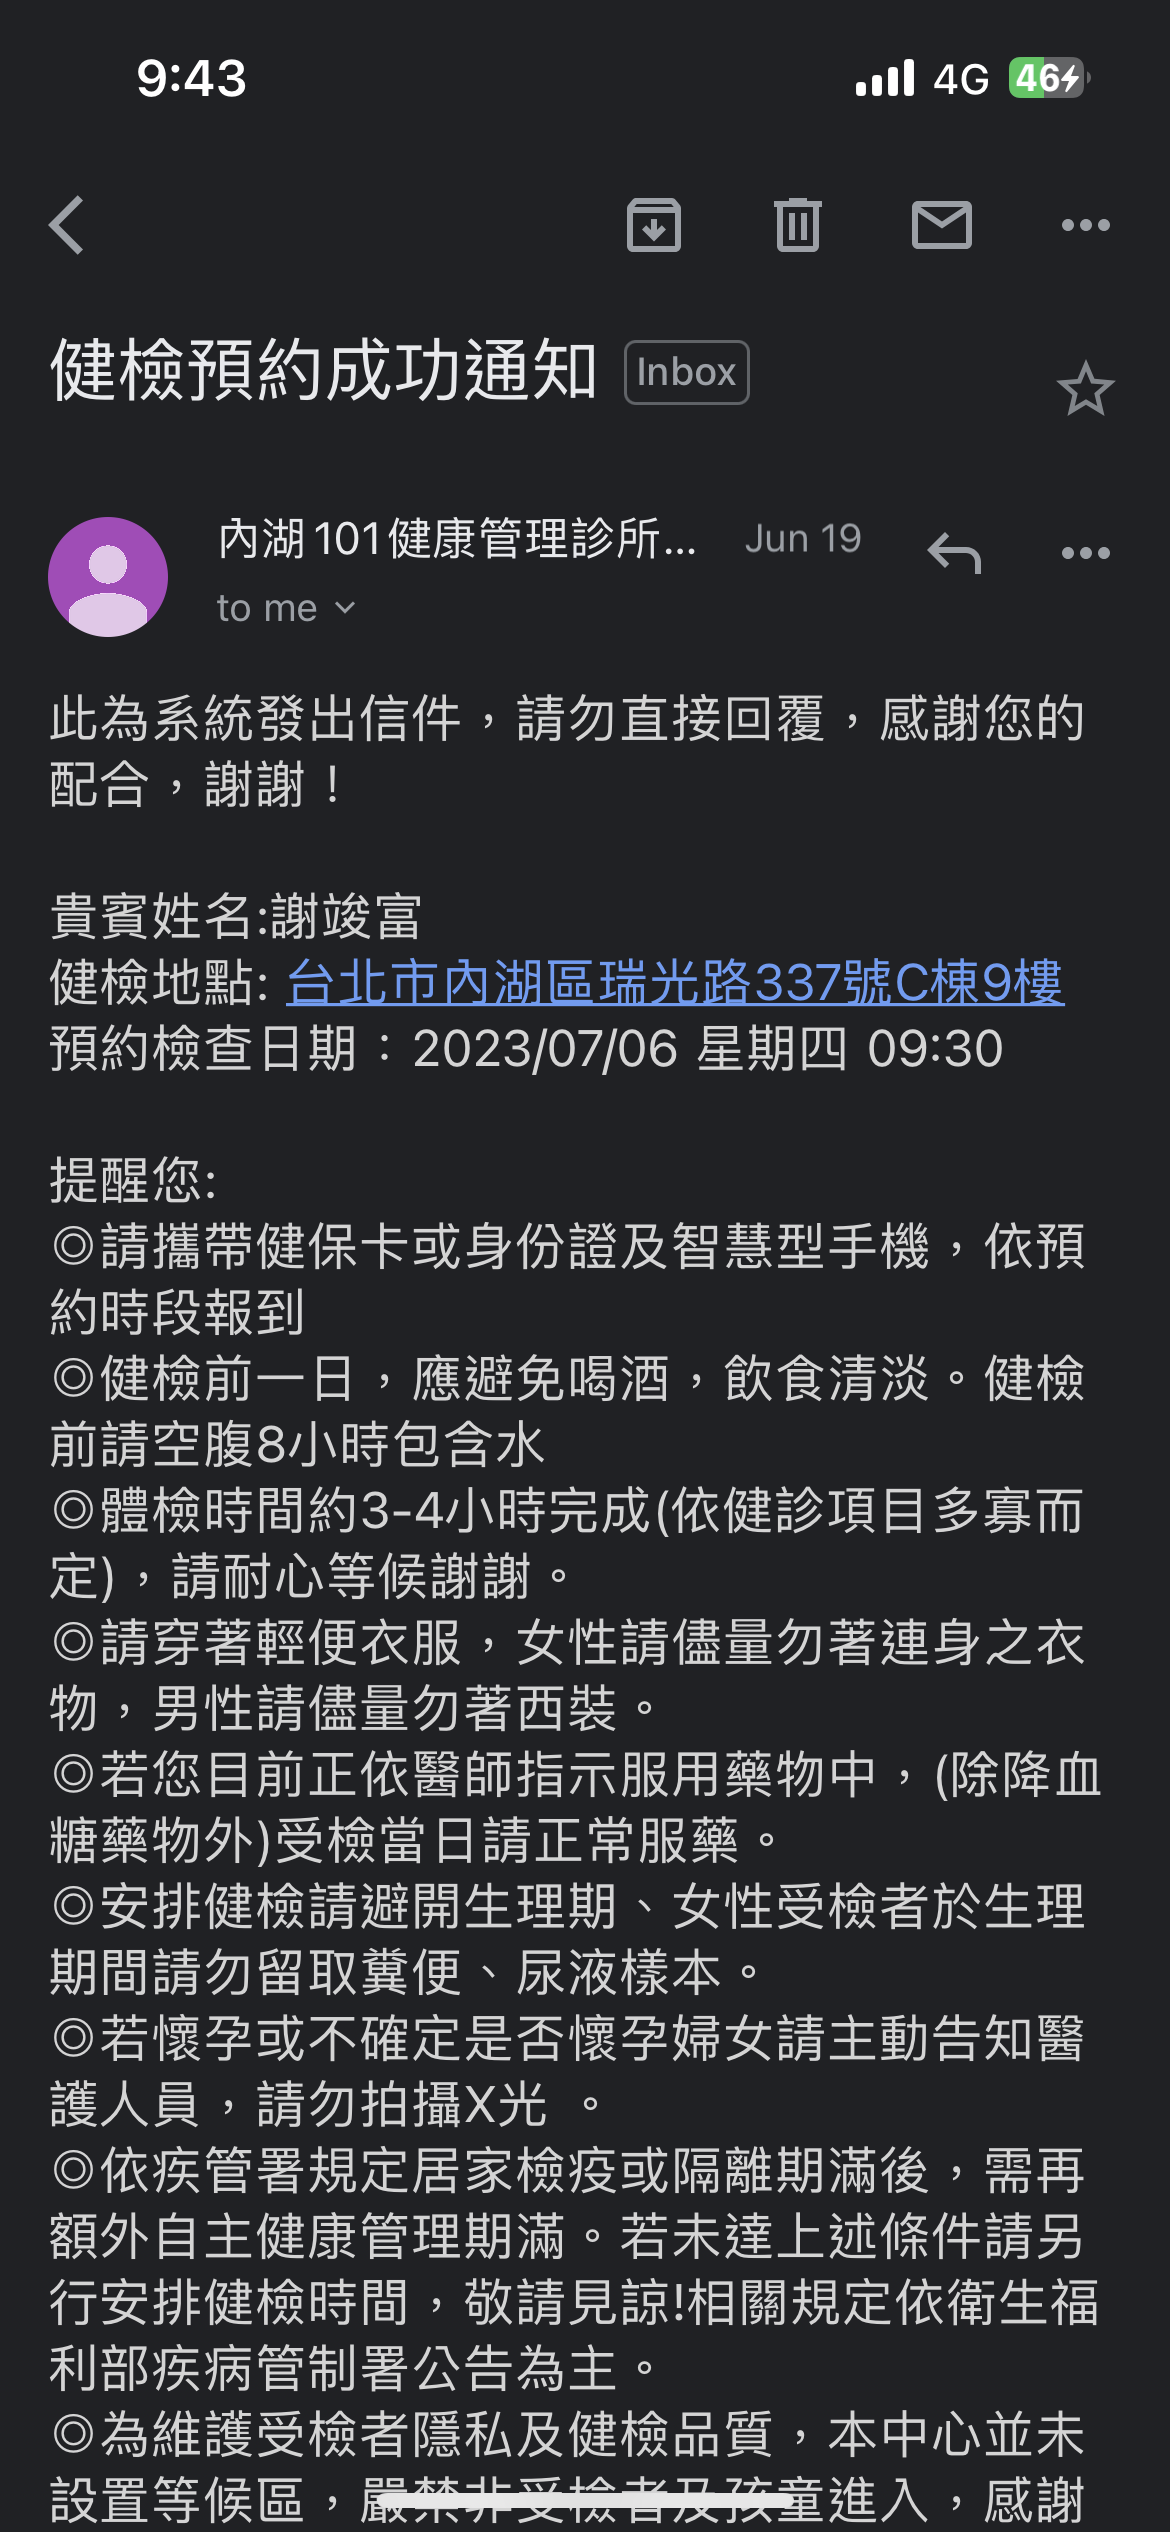 9:43
4G
46
健檢預約成功通知 Inbox
內湖101健康管理診所... Jun 19
to me
此為系統發出信件，請勿直接回覆，感謝您的
配合，謝謝！
貴賓姓名:謝竣富
健檢地點: 台北市內湖區瑞光路337號C棟9樓
預約檢查日期：2023/07/06 星期四 09:30
提醒您:
◎請攜帶健保卡或身份證及智慧型手機，依預
約時段報到
◎健檢前一日，應避免喝酒，飲食清淡。健檢
前請空腹8小時包含水
◎體檢時間約3-4小時完成(依健診項目多寡而
定)，請耐心等候謝謝。
◎請穿著輕便衣服，女性請儘量勿著連身之衣
物，男性請儘量勿著西裝。
◎若您目前正依醫師指示服用藥物中，(除降血
糖藥物外)受檢當日請正常服藥。
◎安排健檢請避開生理期、女性受檢者於生理
期間請勿留取糞便、尿液樣本。
◎若懷孕或不確定是否懷孕婦女請主動告知醫
護人員，請勿拍攝X光 。
◎依疾管署規定居家檢疫或隔離期滿後，需再
額外自主健康管理期滿。若未達上述條件請另
行安排健檢時間，敬請見諒!相關規定依衛生福
利部疾病管制署公告為主。
◎為維護受檢者隱私及健檢品質，本中心並未
設置等候區，嚴禁非受檢者及孩童進入，感謝